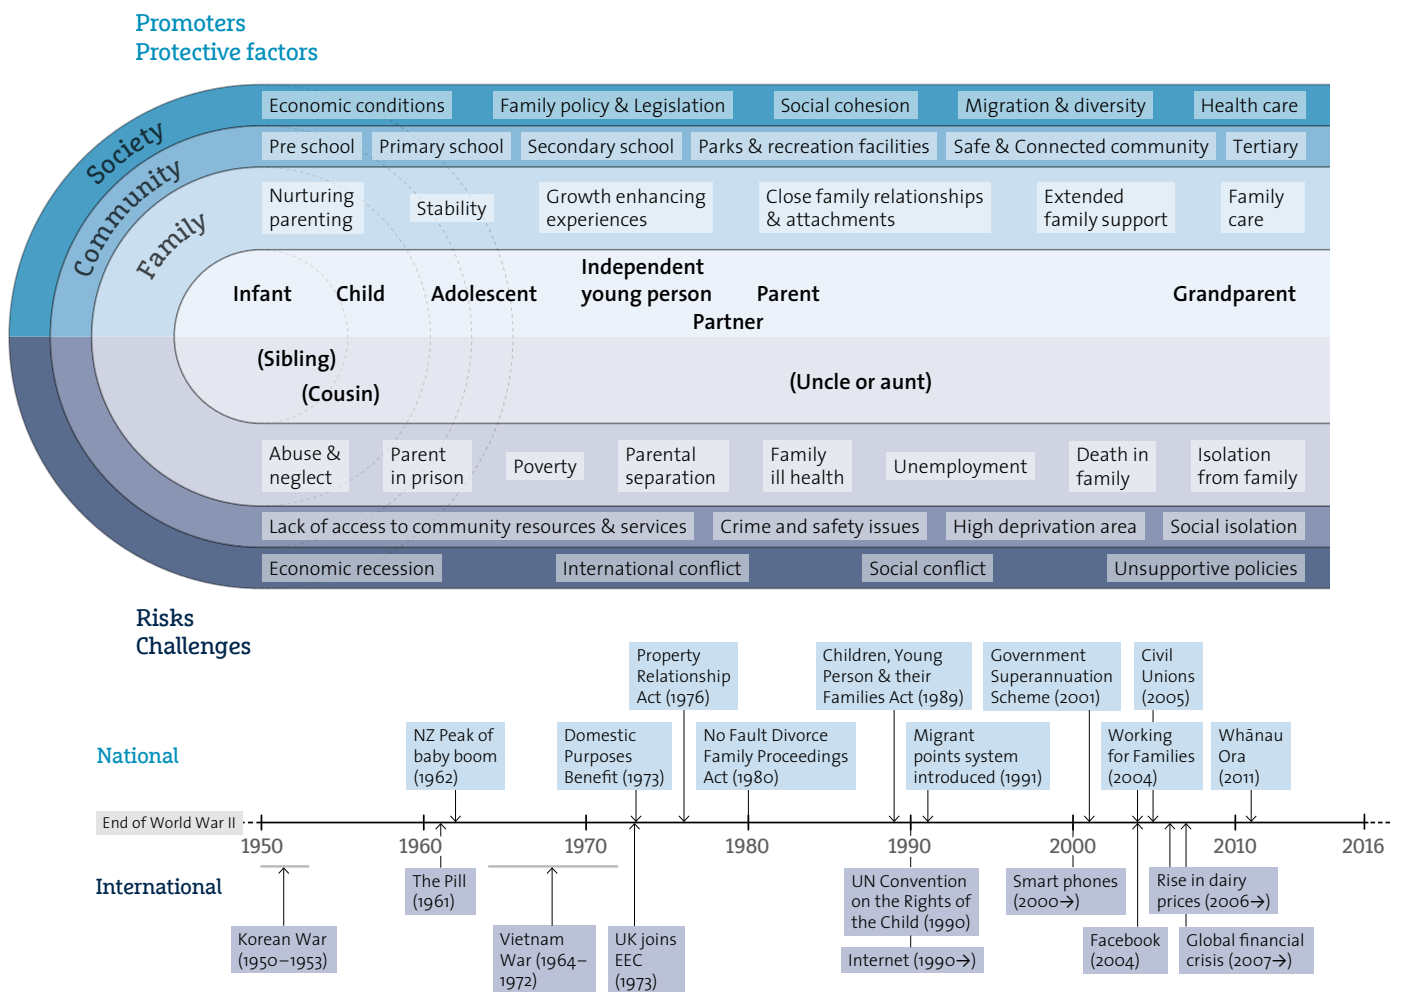 Promoters
Protective factors
Society
Economic conditions
Family policy & Legislation
Social cohesion
Migration & diversity
Health care
Community
Pre school
Primary school
Secondary school
Parks & recreation facilities
Safe & Connected community
Tertiary
Family
Nurturing
parenting
Stability
Growth enhancing
experiences
Close family relationships
& attachments
Extended
family support
Family
care
Infant
Child
Adolescent
Independent
young person
Partner
Parent
Grandparent
(Sibling)
(Cousin)
(Uncle or aunt)
Abuse &
neglect
Parent
in prison
Poverty
Parental
separation
Family
ill health
Unemployment
Death in
family
Isolation
from family
Lack of access to community resources & services
Crime and safety issues
High deprivation area
Social isolation
Economic recession
International conflict
Social conflict
Unsupportive policies
Risks
Challenges
Property
Relationship
Act (1976)
Children, Young
Person & their
Families Act (1989)
Government
Superannuation
Scheme (2001)
Civil
Unions
(2005)
National
NZ Peak of
baby boom
(1962)
Domestic
Purposes
Benefit (1973)
No Fault Divorce
Family Proceedings
Act (1980)
Migrant
points system
introduced (1991)
Working
for Families
(2004)
Whānau
Ora
(2011)
End of World War II
1950
1960
1970
1980
1990
2000
2010
2016
International
The Pill
(1961)
UN Convention
on the Rights of
the Child (1990)
Smart phones
(2000→)
Rise in dairy
prices (2006→)
Korean War
(1950–1953)
Vietnam
War (1964–
1972)
UK joins
EEC
(1973)
Internet (1990→)
Facebook
(2004)
Global financial
crisis (2007→)